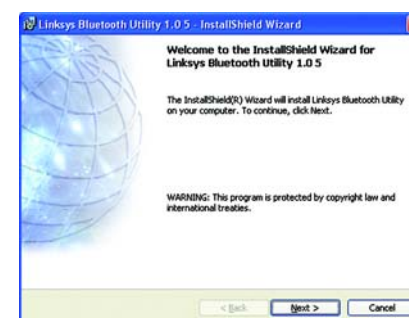 Linksys Bluetooth Utility 1.0 5 - InstallShield Wizard
Welcome to the InstallShield Wizard for
Linksys Bluetooth Utility 1.0 5
The InstallShield(R) Wizard will install Linksys Bluetooth Utility
on your computer. To continue, click Next.
WARNING: This program is protected by copyright law and
international treaties.
< Back
Next >
Cancel